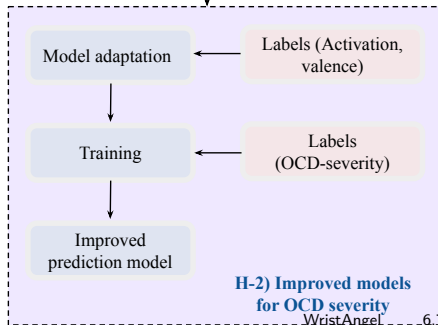 Model adaptation
Labels (Activation,
valence)
Training
Labels
(OCD-severity)
Improved
prediction model
H-2) Improved models
for OCD severity
WristAngel